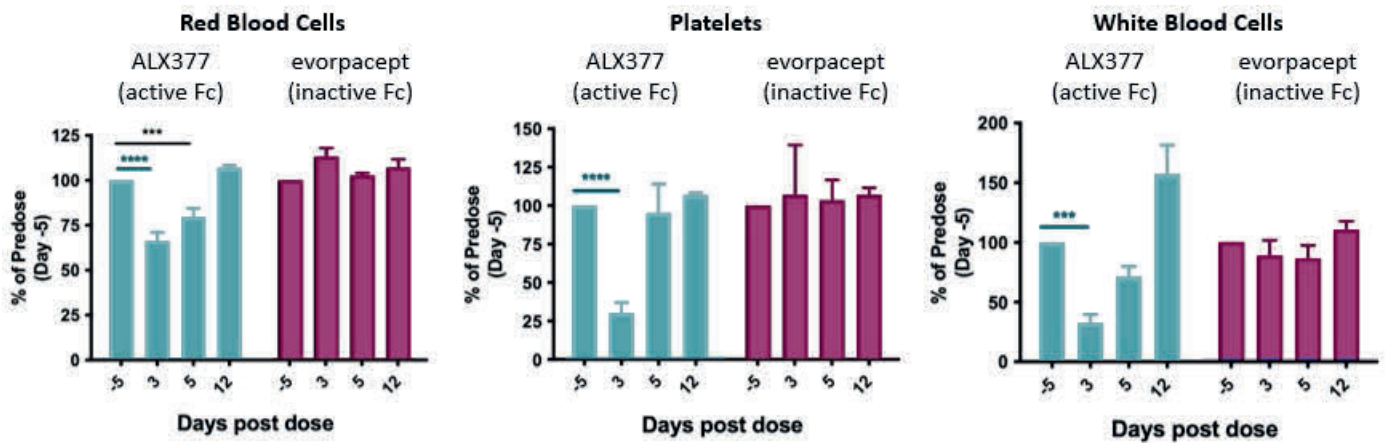 Red Blood Cells
ALX377 evorpacept
(active Fc) (inactive Fc)
***
****
% of Predose
(Day -5)
125
100
75
50
25
0
-5 3 5 12 -5 3 5 12
Days post dose
Platelets
ALX377 evorpacept
(active Fc) (inactive Fc)
****
% of Predose
(Day -5)
150
125
100
75
50
25
0
-5 3 5 12 -5 3 5 12
Days post dose
White Blood Cells
ALX377 evorpacept
(active Fc) (inactive Fc)
***
% of Predose
(Day -5)
200
150
100
50
0
-5 3 5 12 -5 3 5 12
Days post dose